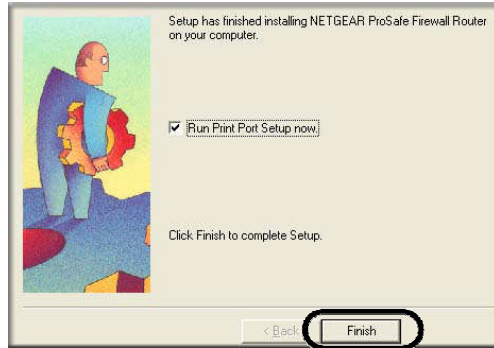 Setup has finished installing NETGEAR ProSafe Firewall Router
on your computer.
Run Print Port Setup now.
Click Finish to complete Setup.
< Back
Finish